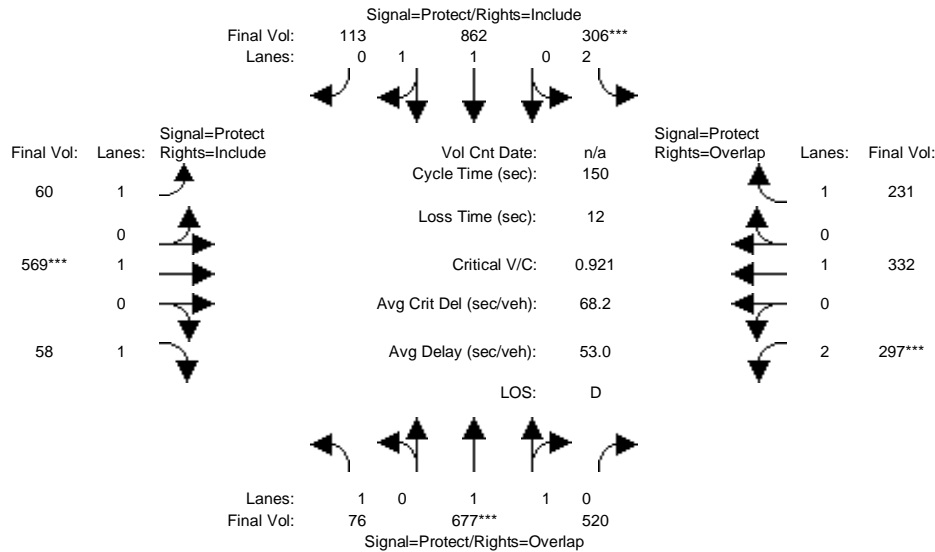 Signal=Protect/Rights=Include
Final Vol: 113 862 306***
Lanes: 0 1 1 0 2
Signal=Protect Signal=Protect
Final Vol: Lanes: Rights=Include Vol Cnt Date: n/a Rights=Overlap Lanes: Final Vol:
Cycle Time (sec): 150
60 1 1 231
Loss Time (sec): 12
0 0
569*** 1 Critical V/C: 0.921 1 332
0 Avg Crit Del (sec/veh): 68.2 0
58 1 Avg Delay (sec/veh): 53.0 2 297***
LOS: D
Lanes: 1 0 1 1 0
Final Vol: 76 677*** 520
Signal=Protect/Rights=Overlap